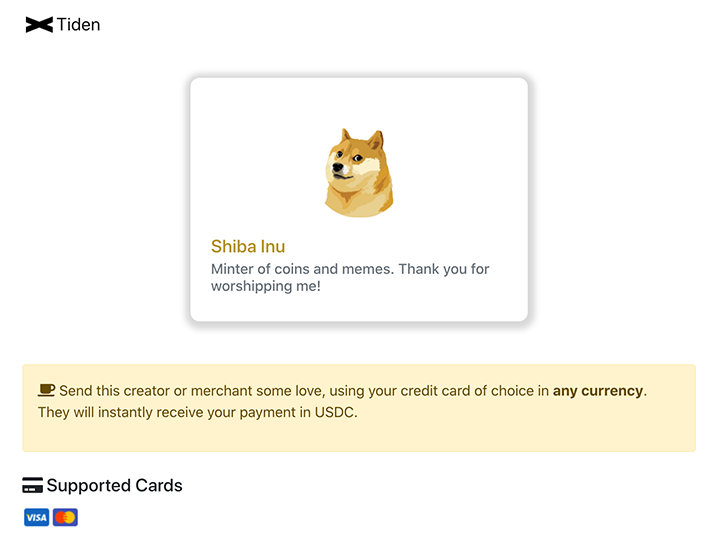 Tiden
Shiba Inu
Minter of coins and memes. Thank you for
worshipping me!
Send this creator or merchant some love, using your credit card of choice in any currency.
They will instantly receive your payment in USDC.
Supported Cards
VISA